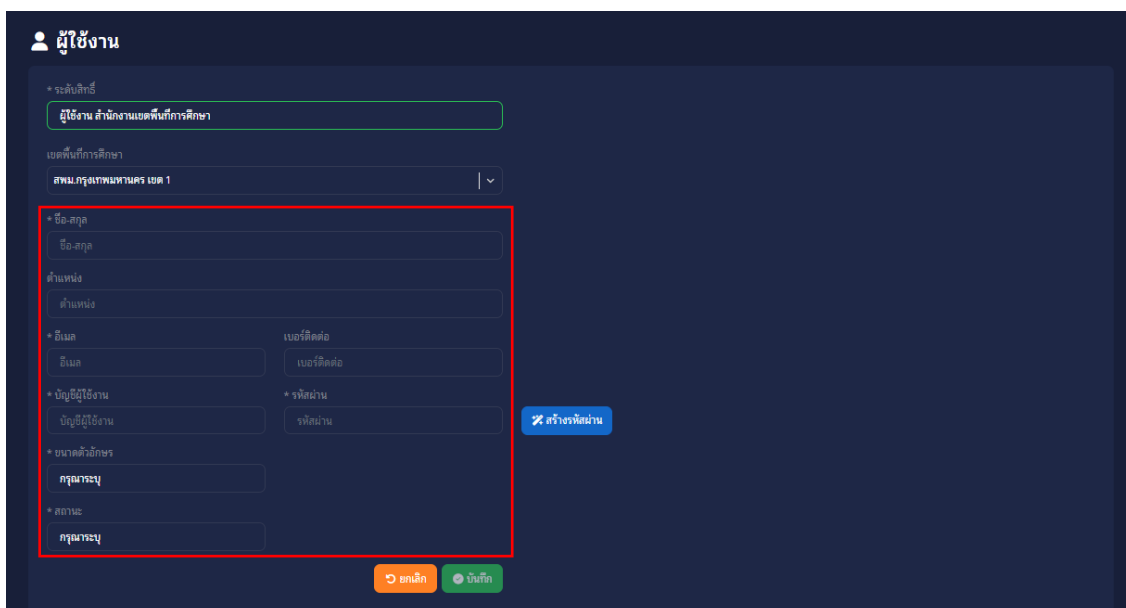 ผู้ใช้งาน
* ระดับสิทธิ์
ผู้ใช้งาน สำนักงานเขตพื้นที่การศึกษา
เขตพื้นที่การศึกษา
สพม.กรุงเทพมหานคร เขต 1
* ชื่อ-สกุล
ชื่อ-สกุล
ตำแหน่ง
ตำแหน่ง
* อีเมล เบอร์ติดต่อ
อีเมล เบอร์ติดต่อ
* บัญชีผู้ใช้งาน * รหัสผ่าน
บัญชีผู้ใช้งาน รหัสผ่าน สร้างรหัสผ่าน
* ขนาดตัวอักษร
กรุณาระบุ
* สถานะ
กรุณาระบุ
ยกเลิก บันทึก